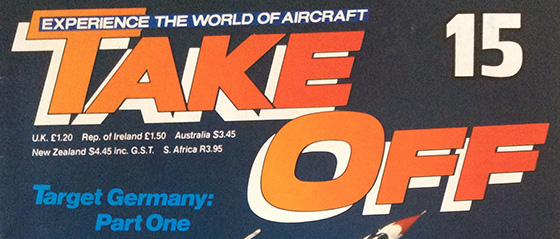 EXPERIENCE THE WORLD OF AIRCRAFT
15
TAKE
OFF
U.K. £1.20 Rep. of Ireland £1.50 Australia $3.45
New Zealand $4.45 inc. G.S.T. S. Africa R3.95
Target Germany:
Part One